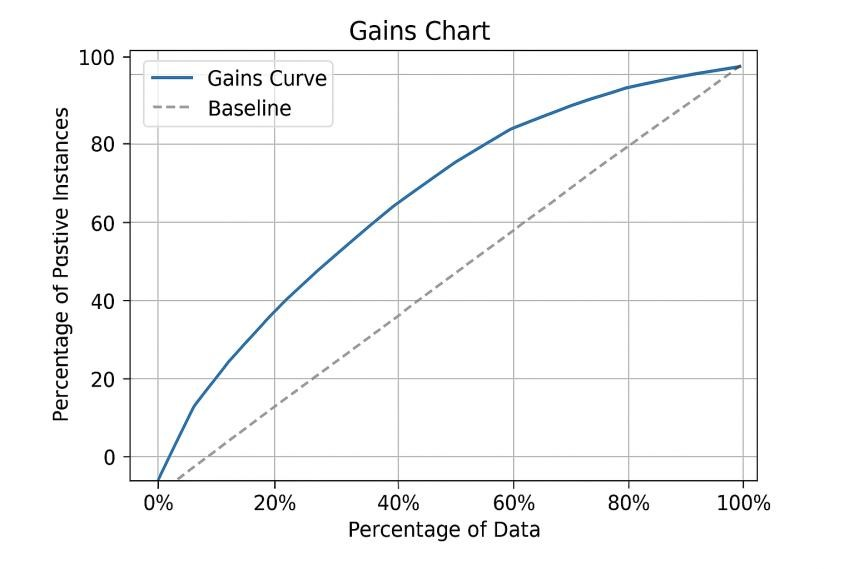 Gains Chart
100
80
60
40
20
0
Gains Curve
Baseline
Percentage of Pɑstive Instances
0% 20% 40% 60% 80% 100%
Percentage of Data